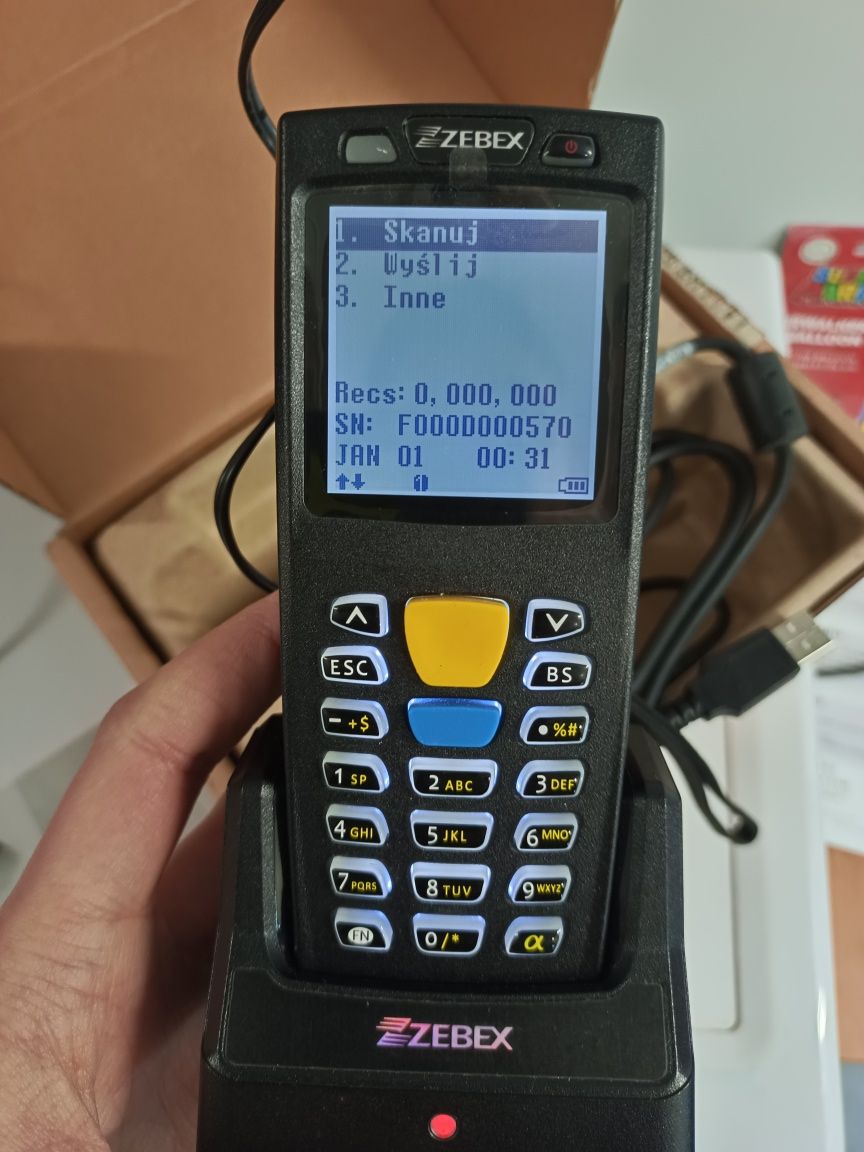 ZEBEX
1. Skanuj
2. Wyślij
3. Inne
Recs: 0,000,000
SN: F000D000570
JAN 01 00:31
ESC
BS
- +$
• %#
1 SP
2 ABC
3 DEF
4 GHI
5 JKL
6 MNO
7 PQRS
8 TUV
9 WXYZ
FN
0/*
α
ZEBEX